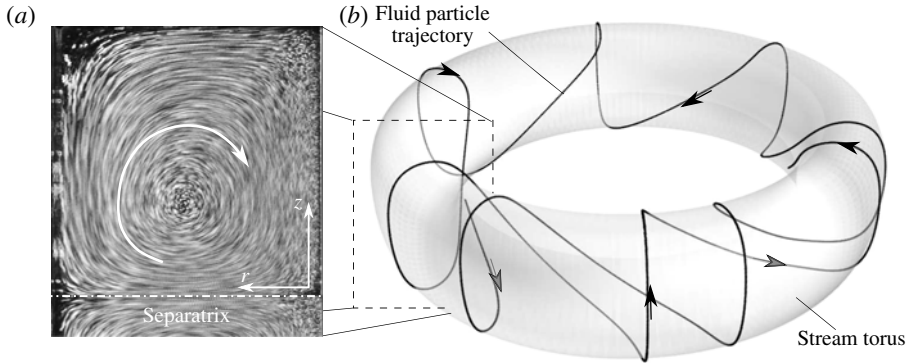 (a)
(b)
Fluid particle
trajectory
z
r
Separatrix
Stream torus